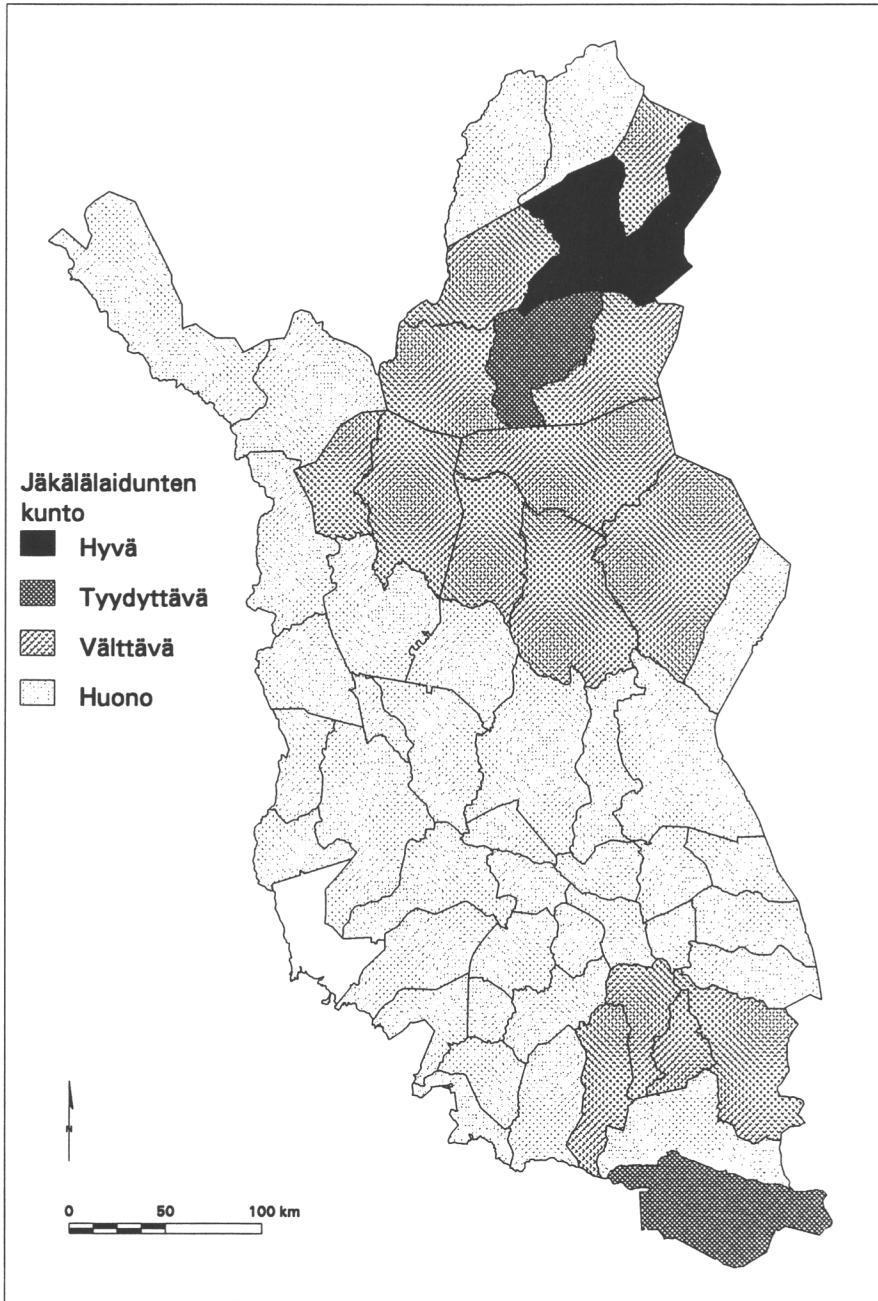 Jäkälälaidunten
kunto
Hyvä
Tyydyttävä
Välttävä
Huono
N
0 50 100 km